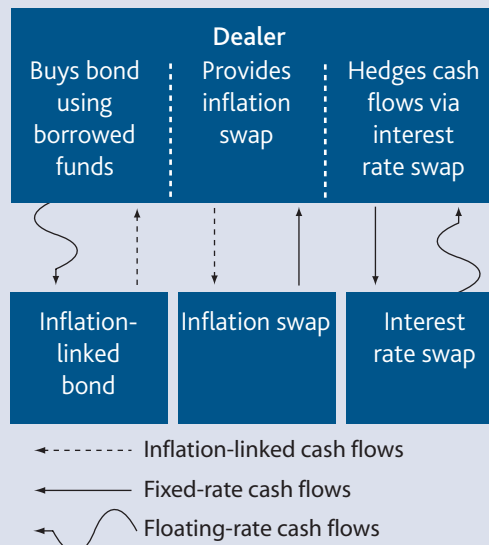 Dealer
Buys bond
using
borrowed
funds
Provides
inflation
swap
Hedges cash
flows via
interest
rate swap
Inflation-
linked
bond
Inflation swap
Interest
rate swap
Inflation-linked cash flows
Fixed-rate cash flows
Floating-rate cash flows